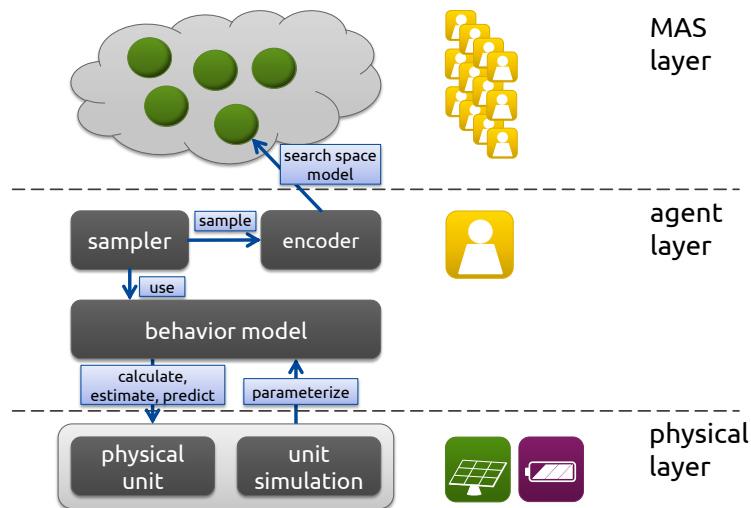 MAS
layer
search space
model
sampler
sample
encoder
agent
layer
use
behavior model
calculate,
estimate, predict
parameterize
physical
unit
unit
simulation
physical
layer